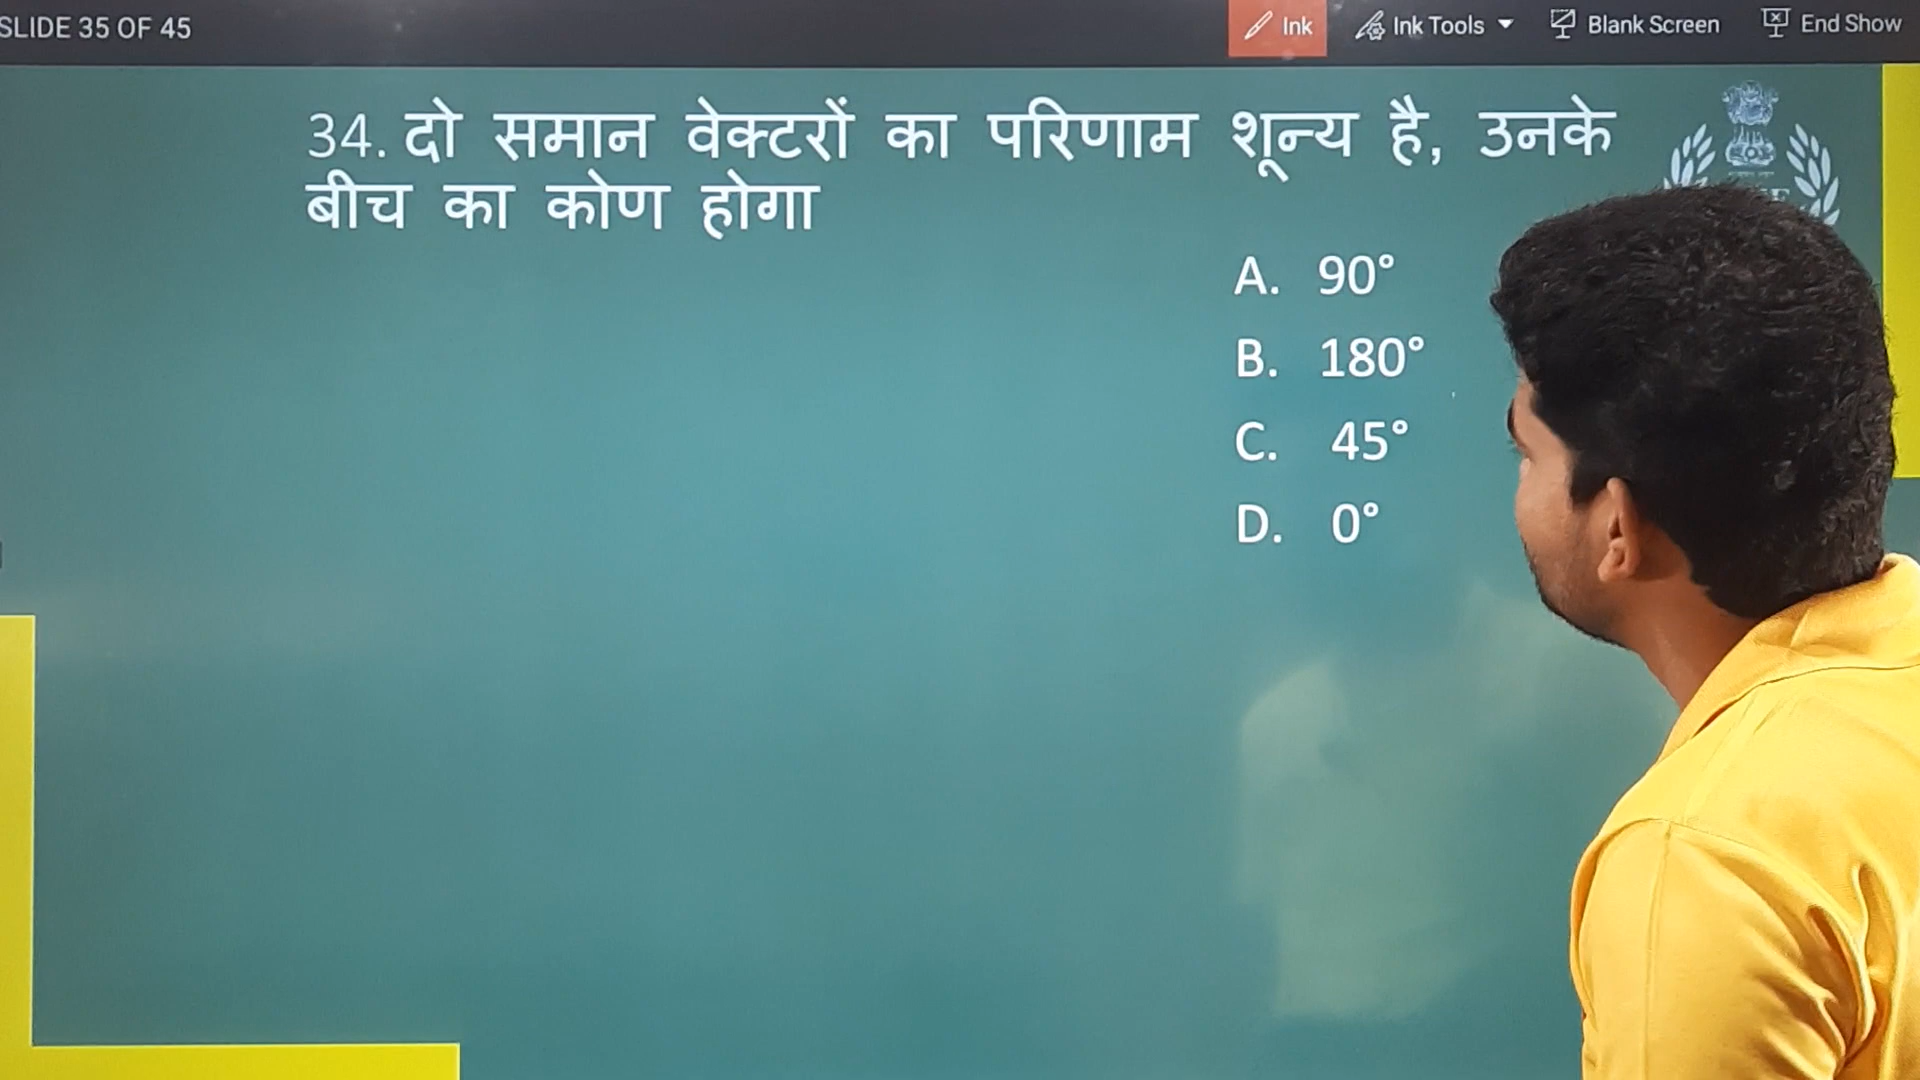 SLIDE 35 OF 45
Ink
Ink Tools
Blank Screen
End Show
34. दो समान वेक्टरों का परिणाम शून्य है, उनके
बीच का कोण होगा
A. 90°
B. 180°
C. 45°
D. 0°